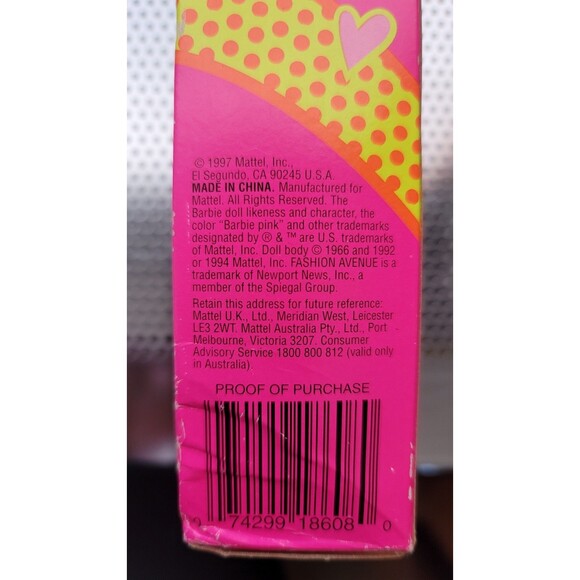 © 1997 Mattel, Inc.,
El Segundo, CA 90245 U.S.A.
MADE IN CHINA. Manufactured for
Mattel. All Rights Reserved. The
Barbie doll likeness and character, the
color "Barbie pink" and other trademarks
designated by ® & ™ are U.S. trademarks
of Mattel, Inc. Doll body © 1966 and 1992
or 1994 Mattel, Inc. FASHION AVENUE is a
trademark of Newport News, Inc., a
member of the Spiegal Group.
Retain this address for future reference:
Mattel U.K., Ltd., Meridian West, Leicester
LE3 2WT. Mattel Australia Pty., Ltd., Port
Melbourne, Victoria 3207. Consumer
Advisory Service 1800 800 812 (valid only
in Australia).
PROOF OF PURCHASE
0 74299 18608 0